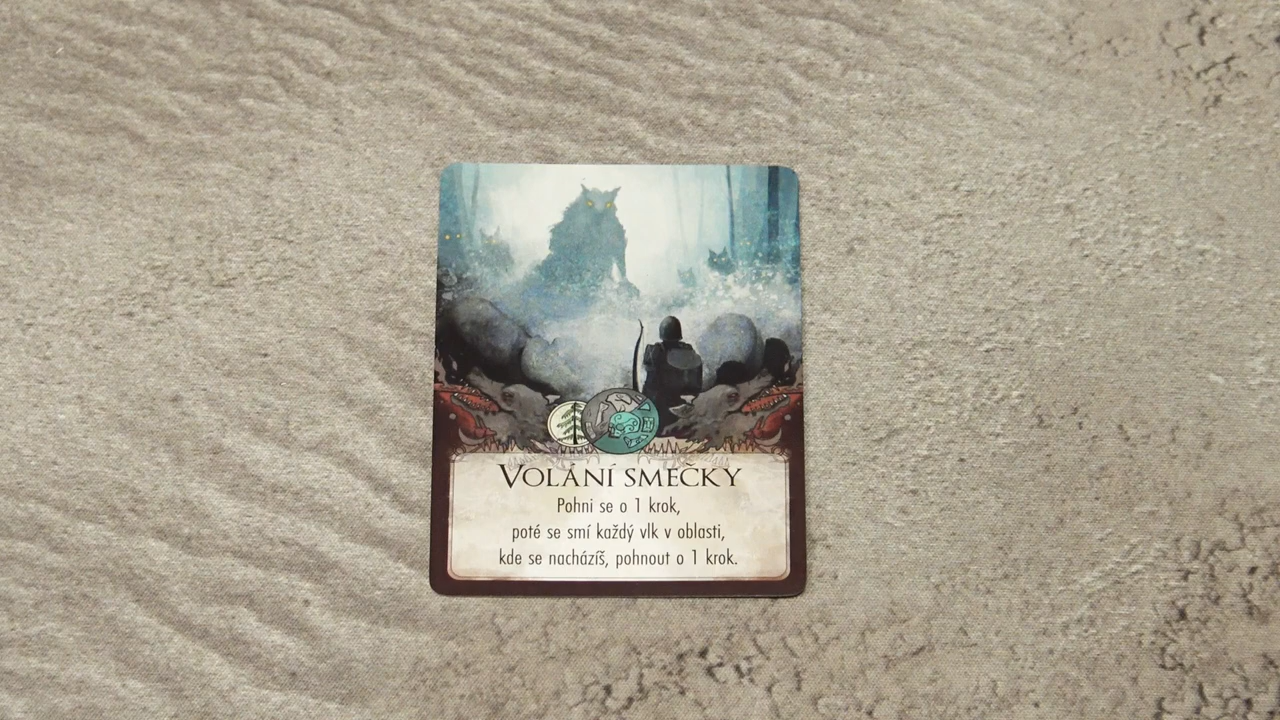 Volání smečky
Pohni se o 1 krok,
poté se smí každý vlk v oblasti,
kde se nacházíš, pohnout o 1 krok.